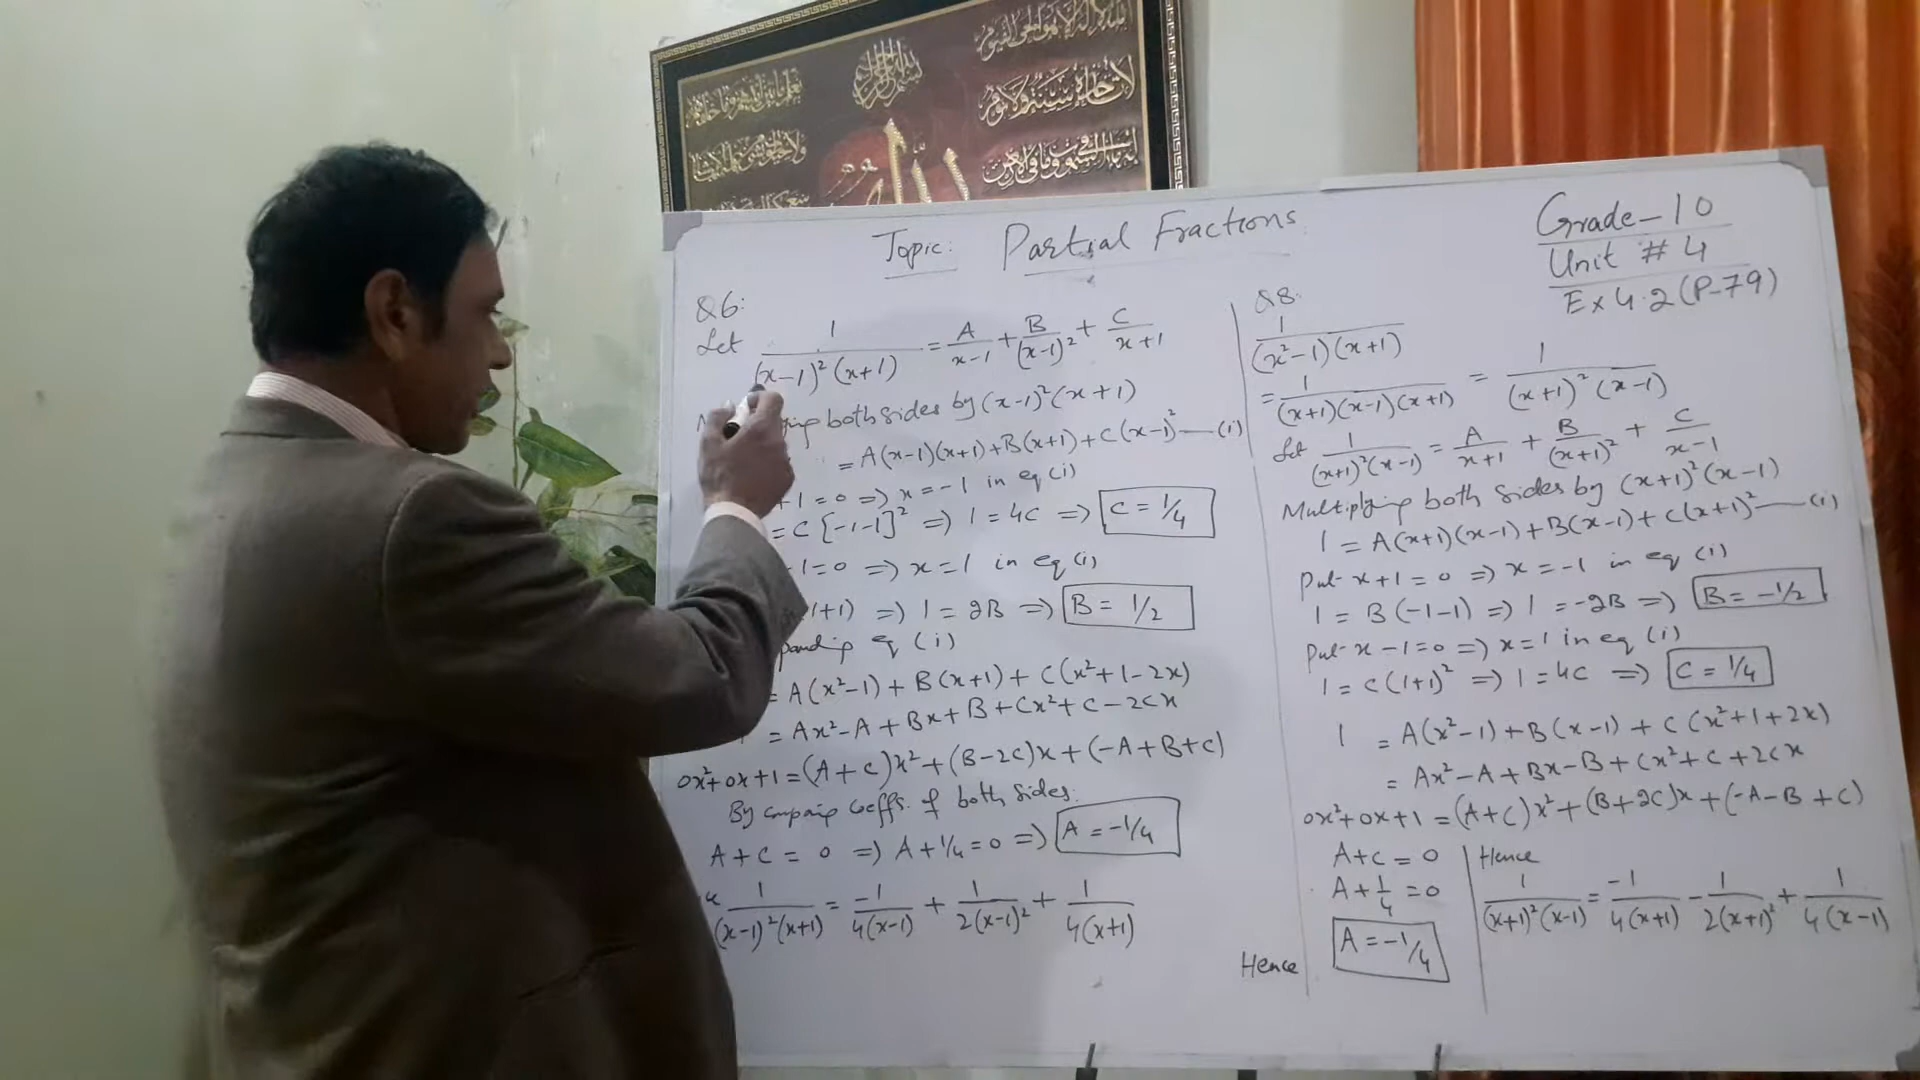 Topic: Partial Fractions
Grade-10
Unit # 4
Ex 4.2 (P-79)
Q6:
Let 1/((x-1)²(x+1)) = A/(x-1) + B/(x-1)² + C/(x+1)
both sides by (x-1)²(x+1)
= A(x-1)(x+1) + B(x+1) + C(x-1)² — (i)
+1 = 0 => x = -1 in eq (i)
= C[-1-1]² => 1 = 4C => C = 1/4
-1 = 0 => x = 1 in eq (i)
1+1) => 1 = 2B => B = 1/2
eq (i)
= A(x²-1) + B(x+1) + C(x²+1-2x)
= Ax²-A + Bx + B + Cx² + C - 2Cx
0x²+0x+1 = (A+C)x² + (B-2C)x + (-A+B+C)
By comparing coeffs. of both sides.
A + C = 0 => A + 1/4 = 0 => A = -1/4
1/((x-1)²(x+1)) = -1/(4(x-1)) + 1/(2(x-1)²) + 1/(4(x+1))
Q8.
1/((x²-1)(x+1))
= 1/((x+1)(x-1)(x+1)) = 1/((x+1)²(x-1))
Let 1/((x+1)²(x-1)) = A/(x+1) + B/(x+1)² + C/(x-1)
Multiplying both sides by (x+1)²(x-1)
1 = A(x+1)(x-1) + B(x-1) + C(x+1)² — (i)
Put x+1 = 0 => x = -1 in eq (i)
1 = B(-1-1) => 1 = -2B => B = -1/2
Put x-1 = 0 => x = 1 in eq (i)
1 = C(1+1)² => 1 = 4C => C = 1/4
1 = A(x²-1) + B(x-1) + C(x²+1+2x)
= Ax²-A + Bx-B + Cx² + C + 2Cx
0x²+0x+1 = (A+C)x² + (B+2C)x + (-A-B+C)
A+C = 0
A + 1/4 = 0
A = -1/4
Hence
Hence
1/((x+1)²(x-1)) = -1/(4(x+1)) - 1/(2(x+1)²) + 1/(4(x-1))